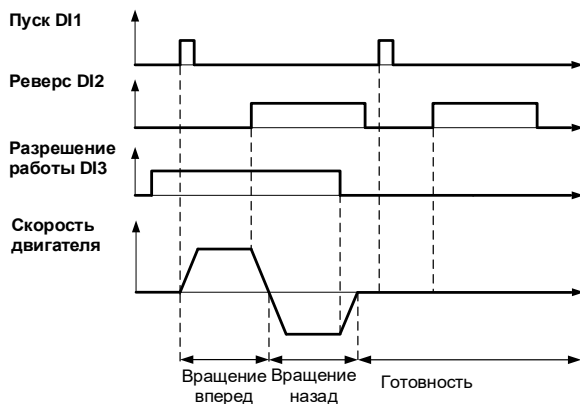 Пуск DI1
Реверс DI2
Разрешение
работы DI3
Скорость
двигателя
Вращение
вперед
Вращение
назад
Готовность